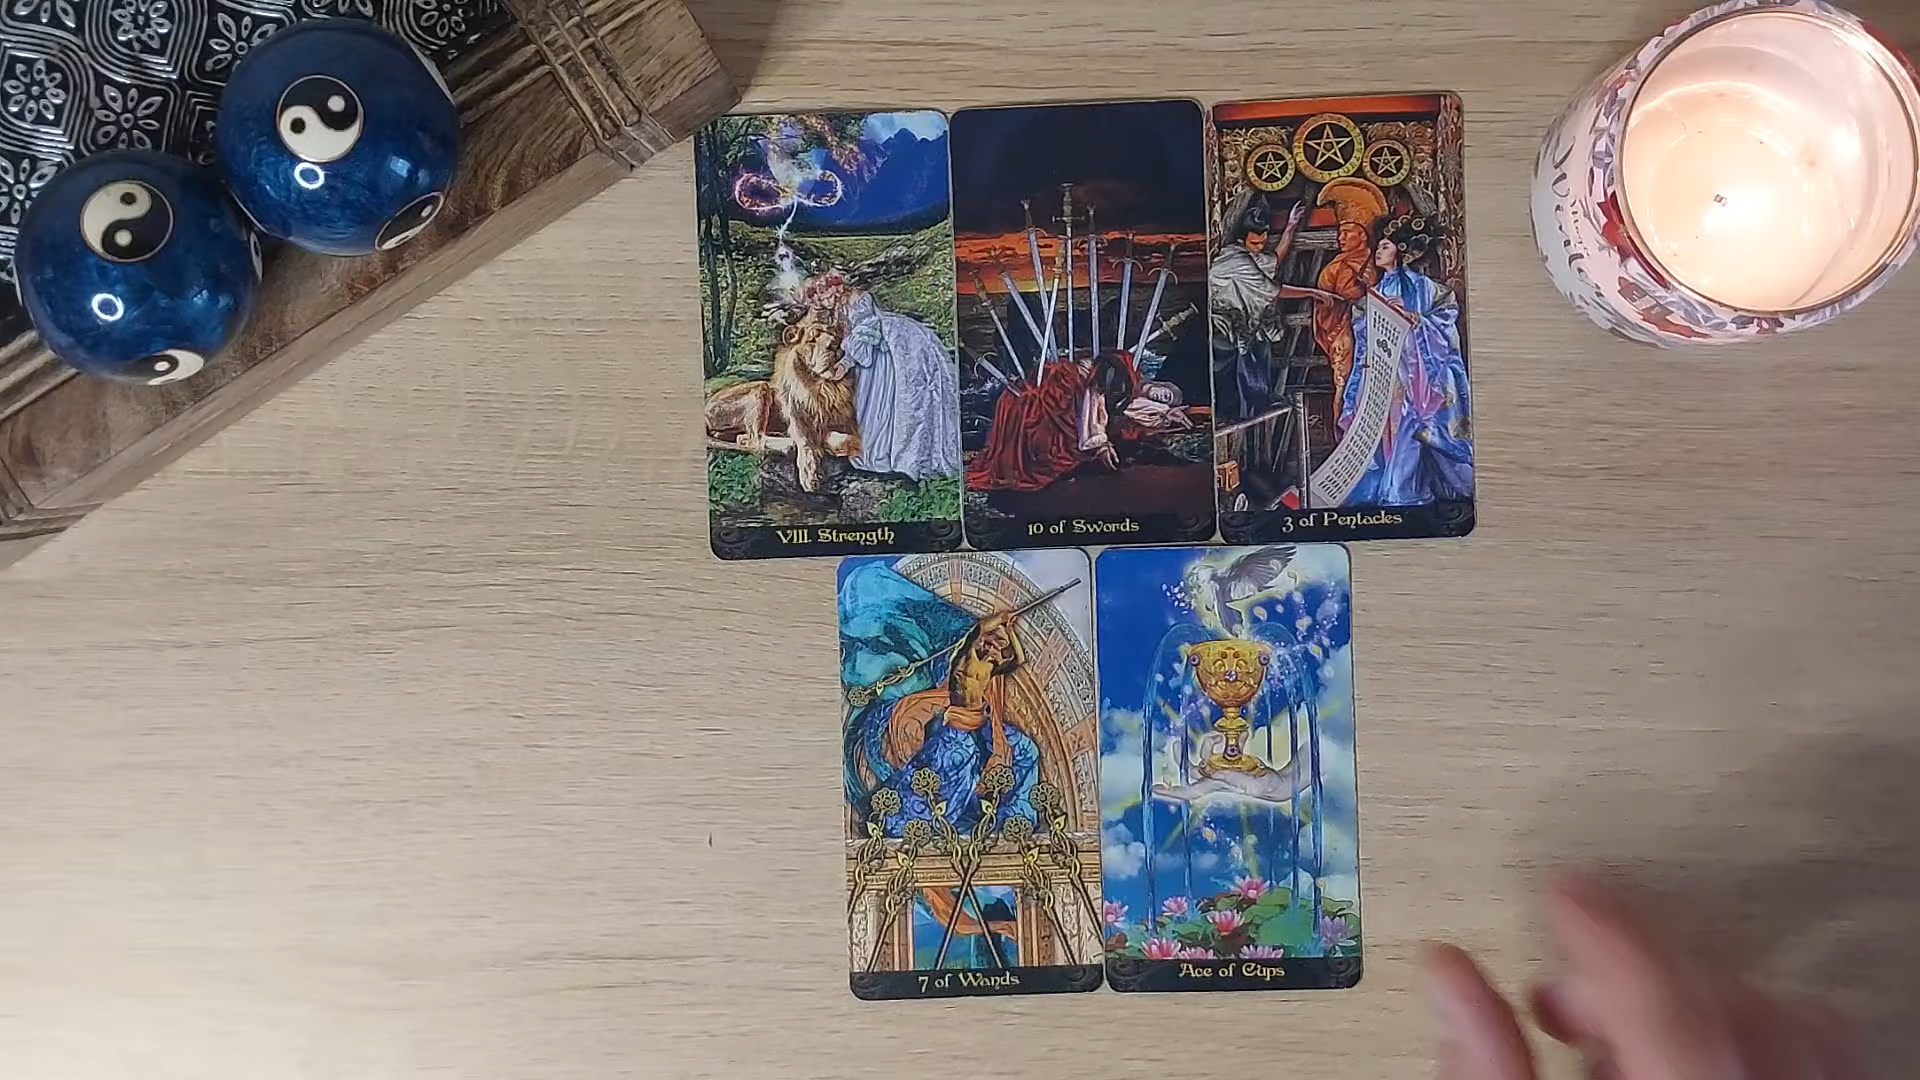 VIII. Strength
10 of Swords
3 of Pentacles
7 of Wands
Ace of Cups